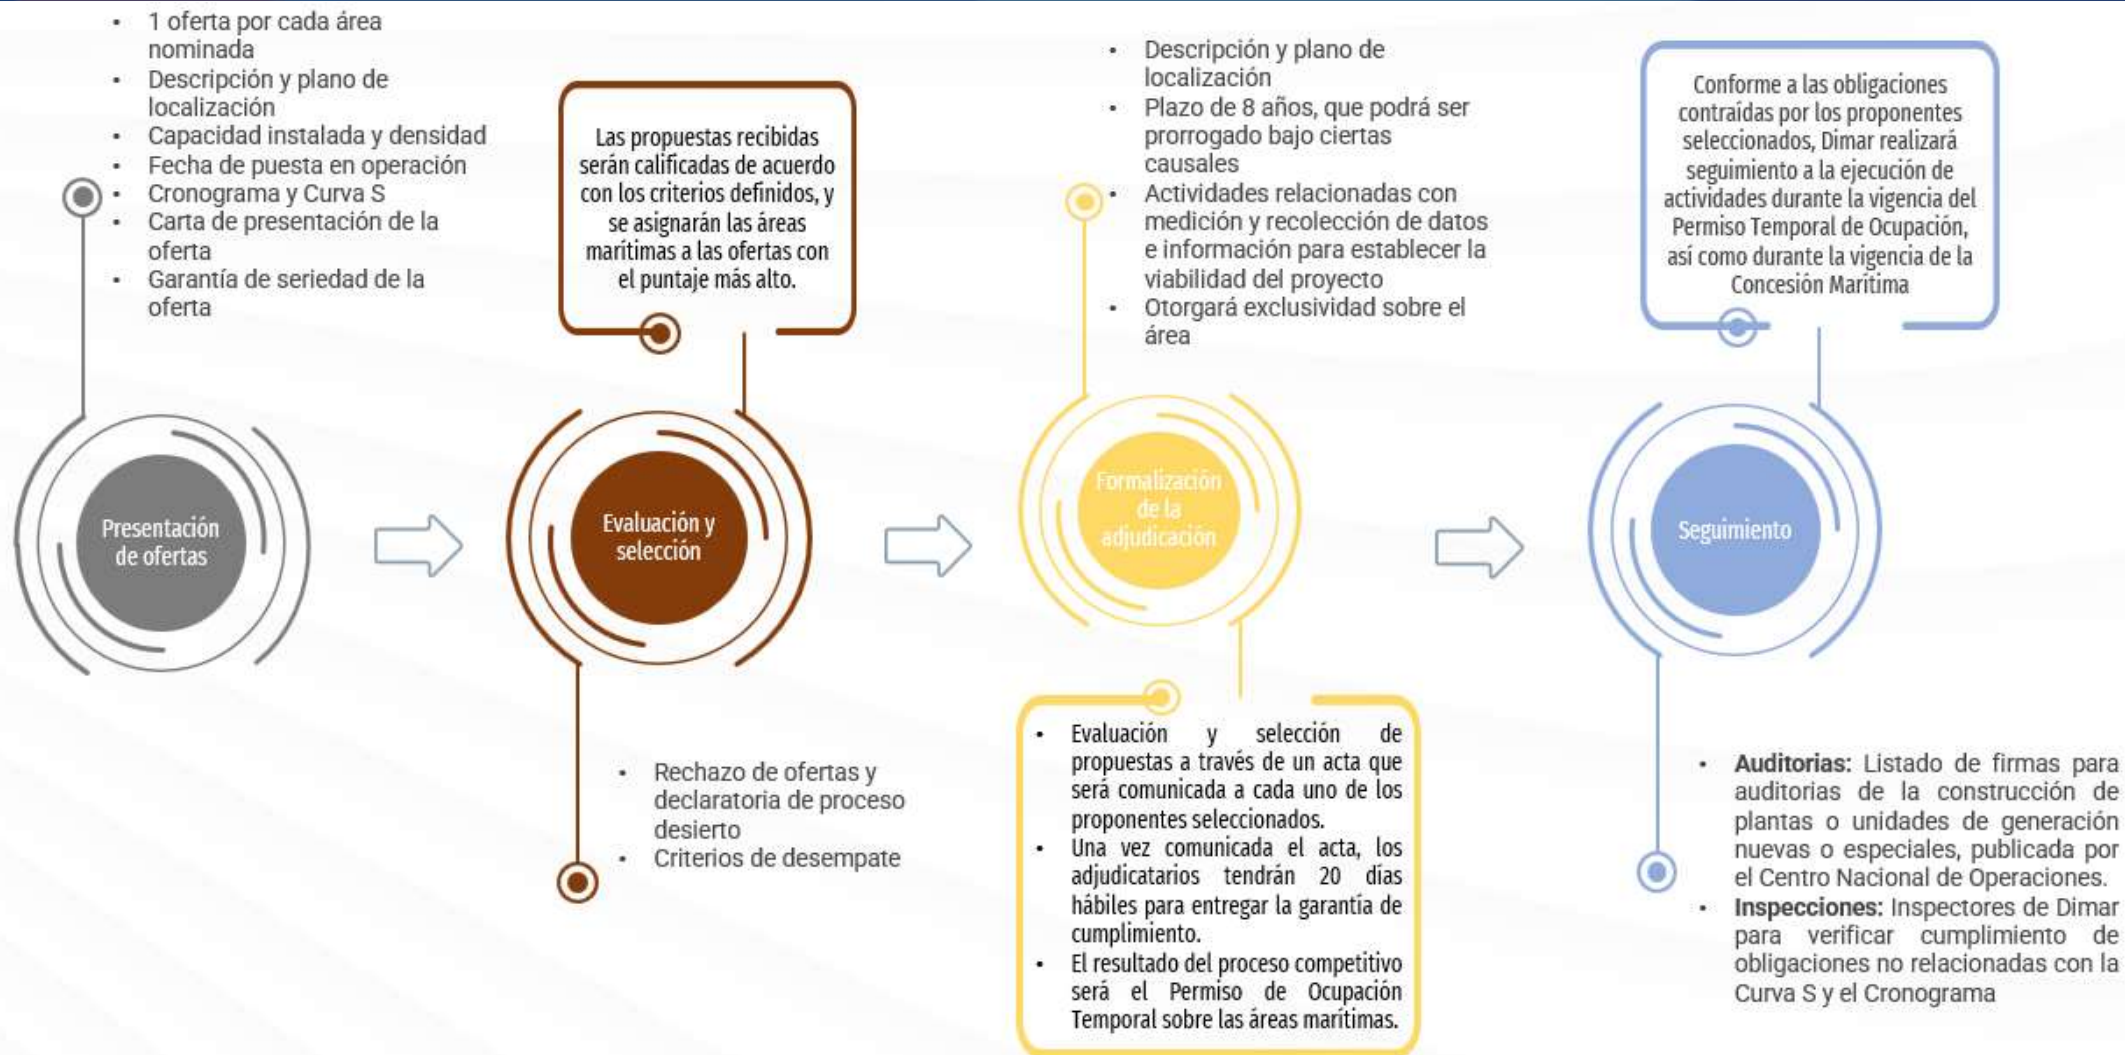 • 1 oferta por cada área
nominada
• Descripción y plano de
localización
• Capacidad instalada y densidad
• Fecha de puesta en operación
• Cronograma y Curva S
• Carta de presentación de la
oferta
• Garantía de seriedad de la
oferta
Presentación
de ofertas
Las propuestas recibidas
serán calificadas de acuerdo
con los criterios definidos, y
se asignarán las áreas
marítimas a las ofertas con
el puntaje más alto.
Evaluación y
selección
• Rechazo de ofertas y
declaratoria de proceso
desierto
• Criterios de desempate
• Descripción y plano de
localización
• Plazo de 8 años, que podrá ser
prorrogado bajo ciertas
causales
• Actividades relacionadas con
medición y recolección de datos
e información para establecer la
viabilidad del proyecto
• Otorgará exclusividad sobre el
área
Formalización
de la
adjudicación
• Evaluación y selección de
propuestas a través de un acta que
será comunicada a cada uno de los
proponentes seleccionados.
• Una vez comunicada el acta, los
adjudicatarios tendrán 20 días
hábiles para entregar la garantía de
cumplimiento.
• El resultado del proceso competitivo
será el Permiso de Ocupación
Temporal sobre las áreas marítimas.
Conforme a las obligaciones
contraídas por los proponentes
seleccionados, Dimar realizará
seguimiento a la ejecución de
actividades durante la vigencia del
Permiso Temporal de Ocupación,
así como durante la vigencia de la
Concesión Marítima
Seguimiento
• Auditorias: Listado de firmas para
auditorias de la construcción de
plantas o unidades de generación
nuevas o especiales, publicada por
el Centro Nacional de Operaciones.
• Inspecciones: Inspectores de Dimar
para verificar cumplimiento de
obligaciones no relacionadas con la
Curva S y el Cronograma